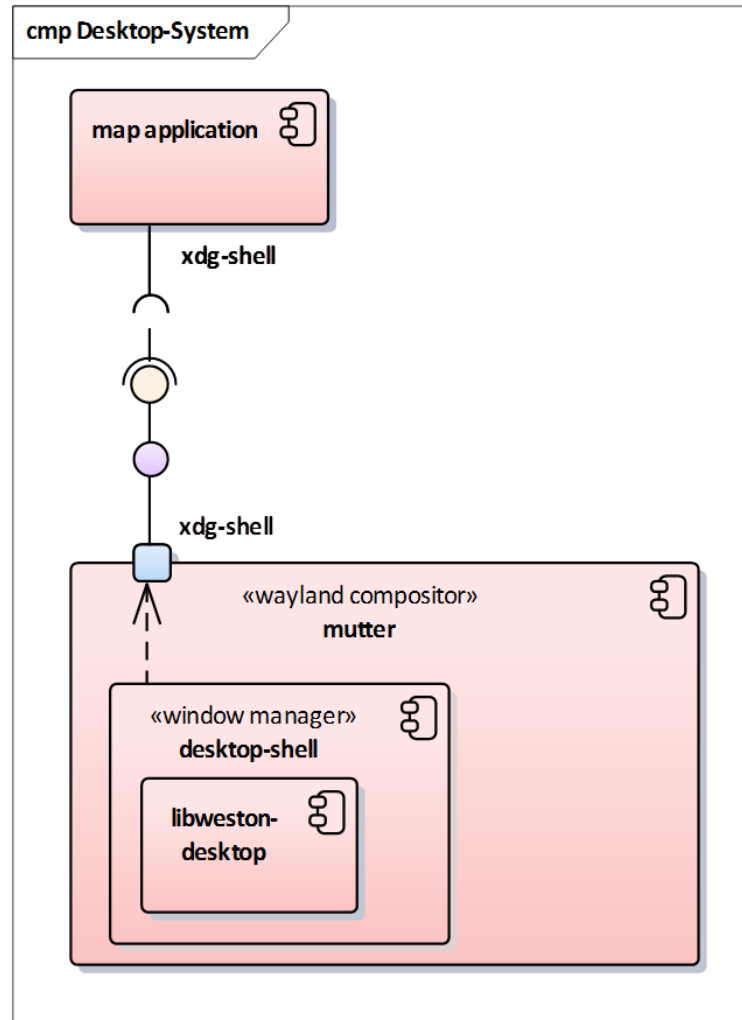 cmp Desktop-System
map application
xdg-shell
xdg-shell
«wayland compositor»
mutter
«window manager»
desktop-shell
libweston-
desktop